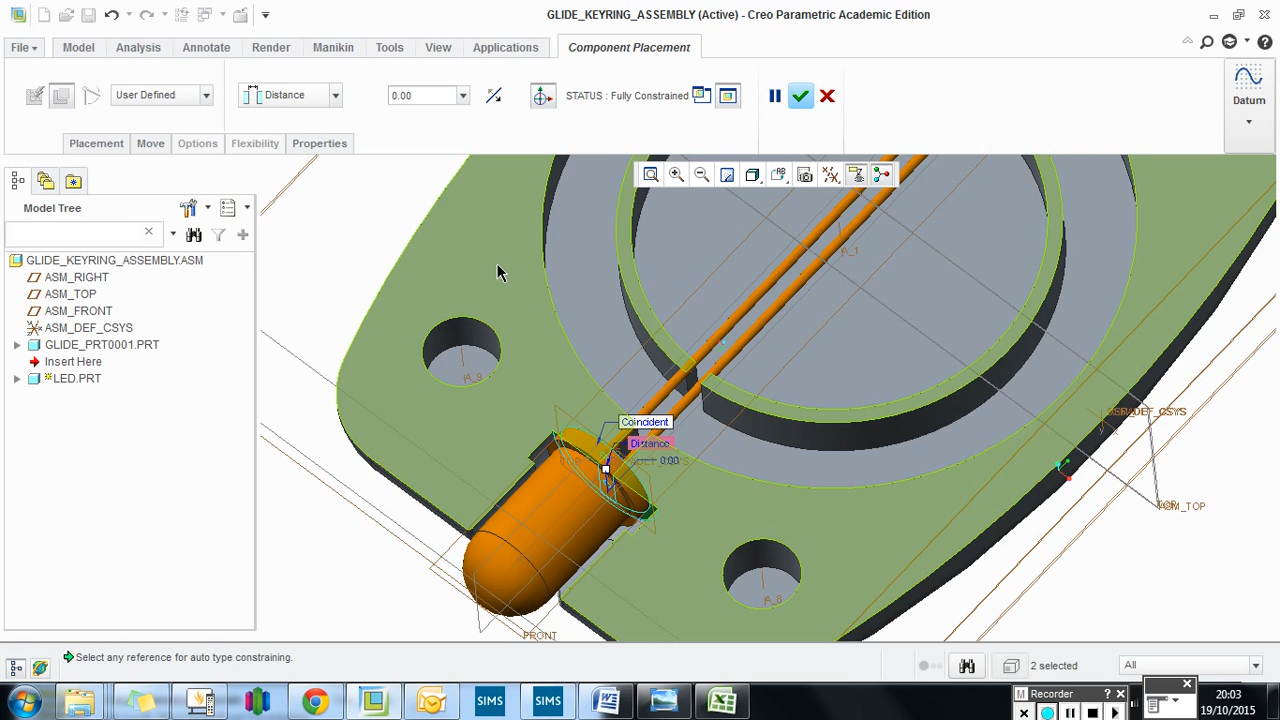 GLIDE_KEYRING_ASSEMBLY (Active) - Creo Parametric Academic Edition
File Model Analysis Annotate Render Manikin Tools View Applications Component Placement
User Defined Distance 0.00 STATUS : Fully Constrained Datum
Placement Move Options Flexibility Properties
Model Tree
GLIDE_KEYRING_ASSEMBLY.ASM
ASM_RIGHT
ASM_TOP
ASM_FRONT
ASM_DEF_CSYS
GLIDE_PRT0001.PRT
Insert Here
LED.PRT
A_1
A_9
Coincident
Distance
0.00
ASM_TOP
A_8
FRONT
Select any reference for auto type constraining.
2 selected
All
SIMS SIMS
M Recorder ? X
20:03
19/10/2015